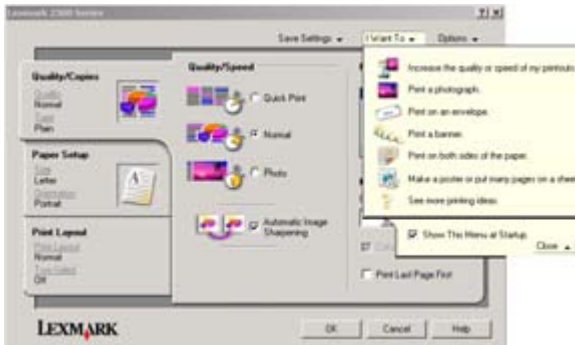 Lexmark 2300 Series
Save Settings
I Want To
Options
Quality/Copies
Quality
Normal
Type
Plain
Paper Setup
Size
Letter
Orientation
Portrait
Print Layout
Print Layout
Normal
Two-Sided
Off
Quality/Speed
Quick Print
Normal
Photo
Automatic Image
Sharpening
Increase the quality or speed of my printouts
Print a photograph.
Print on an envelope.
Print a banner.
Print on both sides of the paper.
Make a poster or put many pages on a sheet
See more printing ideas.
Show This Menu at Startup.
Close
Print Last Page First
LEXMARK
OK
Cancel
Help